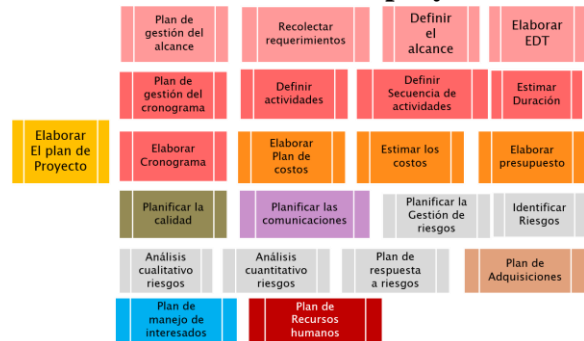 Plan de
gestión del
alcance
Recolectar
requerimientos
Definir
el
alcance
Elaborar
EDT
Plan de
gestión del
cronograma
Definir
actividades
Definir
Secuencia de
actividades
Estimar
Duración
Elaborar
El plan de
Proyecto
Elaborar
Cronograma
Elaborar
Plan de
costos
Estimar los
costos
Elaborar
presupuesto
Planificar la
calidad
Planificar las
comunicaciones
Planificar la
Gestión de
riesgos
Identificar
Riesgos
Análisis
cualitativo
riesgos
Análisis
cuantitativo
riesgos
Plan de
respuesta
a riesgos
Plan de
Adquisiciones
Plan de
manejo de
interesados
Plan de
Recursos
humanos